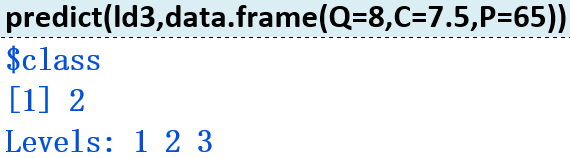 predict(ld3,data.frame(Q=8,C=7.5,P=65))
$class
[1] 2
Levels: 1 2 3